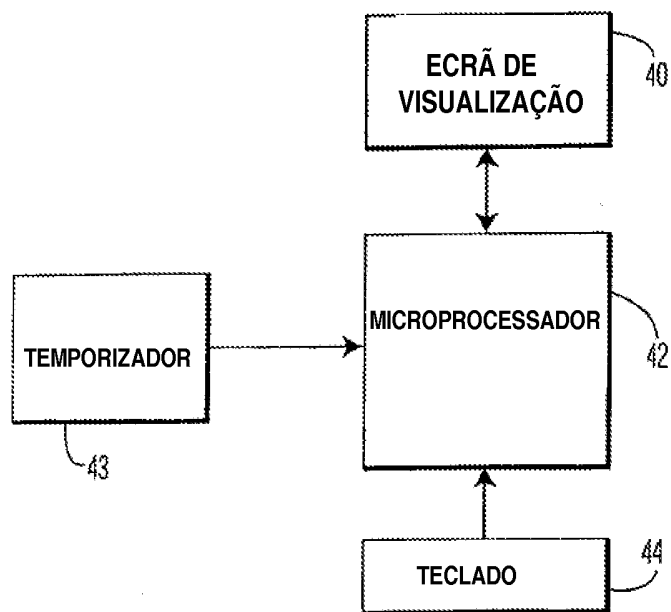 ECRÃ DE
VISUALIZAÇÃO
40
MICROPROCESSADOR
42
TEMPORIZADOR
43
TECLADO
44